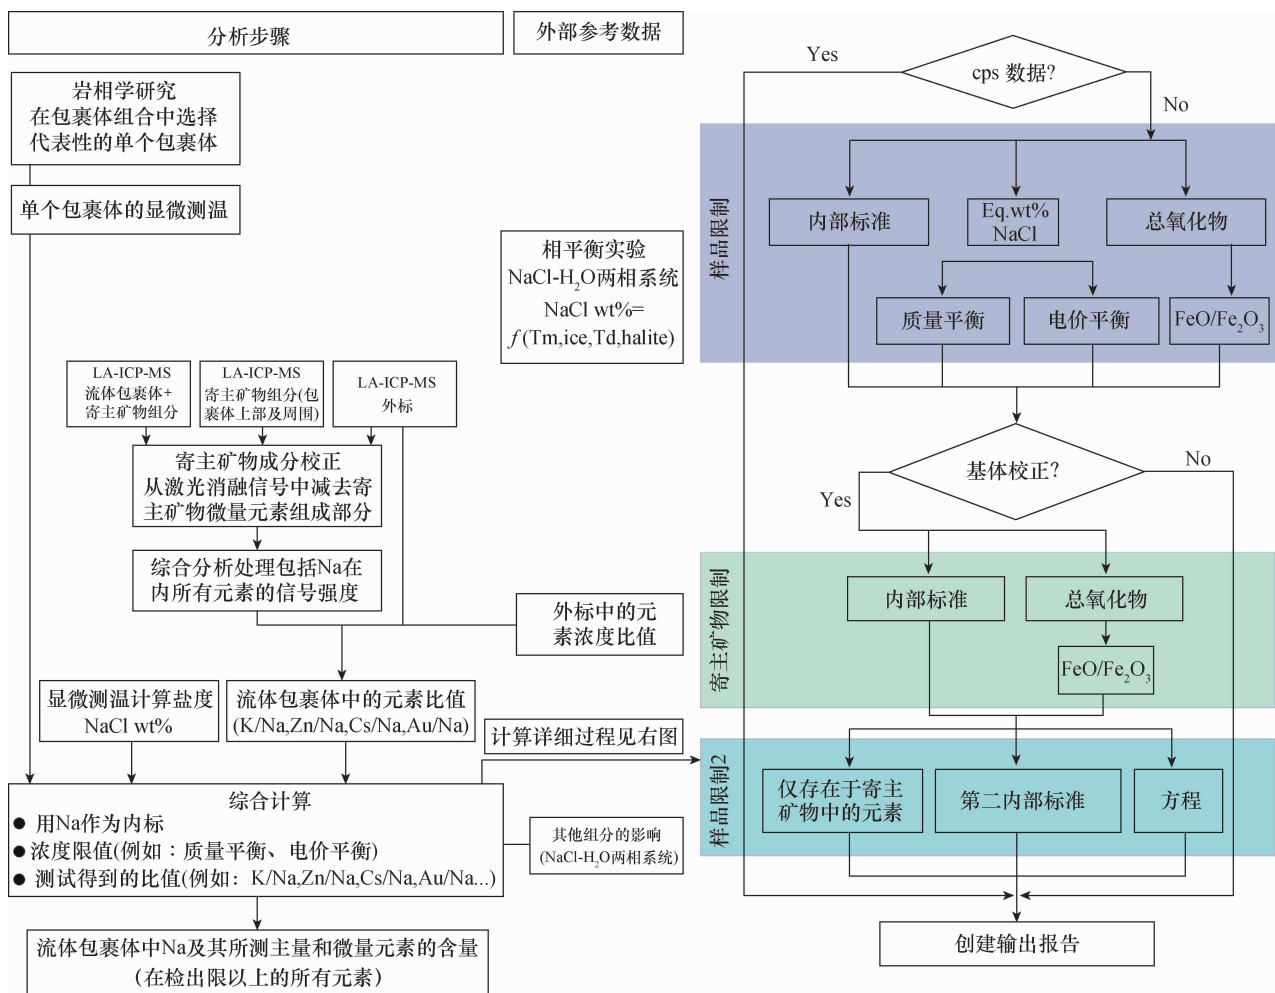 分析步骤
外部参考数据
岩相学研究
在包裹体组合中选择
代表性的单个包裹体
单个包裹体的显微测温
相平衡实验
NaCl-H₂O两相系统
NaCl wt%=
f(Tm,ice,Td,halite)
LA-ICP-MS
流体包裹体+
寄主矿物组分
LA-ICP-MS
寄主矿物组分(包
裹体上部及周围)
LA-ICP-MS
外标
寄主矿物成分校正
从激光消融信号中减去寄
主矿物微量元素组成部分
综合分析处理包括Na在
内所有元素的信号强度
外标中的元
素浓度比值
显微测温计算盐度
NaCl wt%
流体包裹体中的元素比值
(K/Na,Zn/Na,Cs/Na,Au/Na)
计算详细过程见右图
综合计算
● 用Na作为内标
● 浓度限值(例如：质量平衡、电价平衡)
● 测试得到的比值(例如：K/Na,Zn/Na,Cs/Na,Au/Na...)
其他组分的影响
(NaCl-H₂O两相系统)
流体包裹体中Na及其所测主量和微量元素的含量
（在检出限以上的所有元素）
cps 数据?
Yes
No
样品限制
内部标准
Eq.wt%
NaCl
总氧化物
质量平衡
电价平衡
FeO/Fe₂O₃
基体校正?
Yes
No
寄主矿物限制
内部标准
总氧化物
FeO/Fe₂O₃
样品限制2
仅存在于寄主
矿物中的元素
第二内部标准
方程
创建输出报告